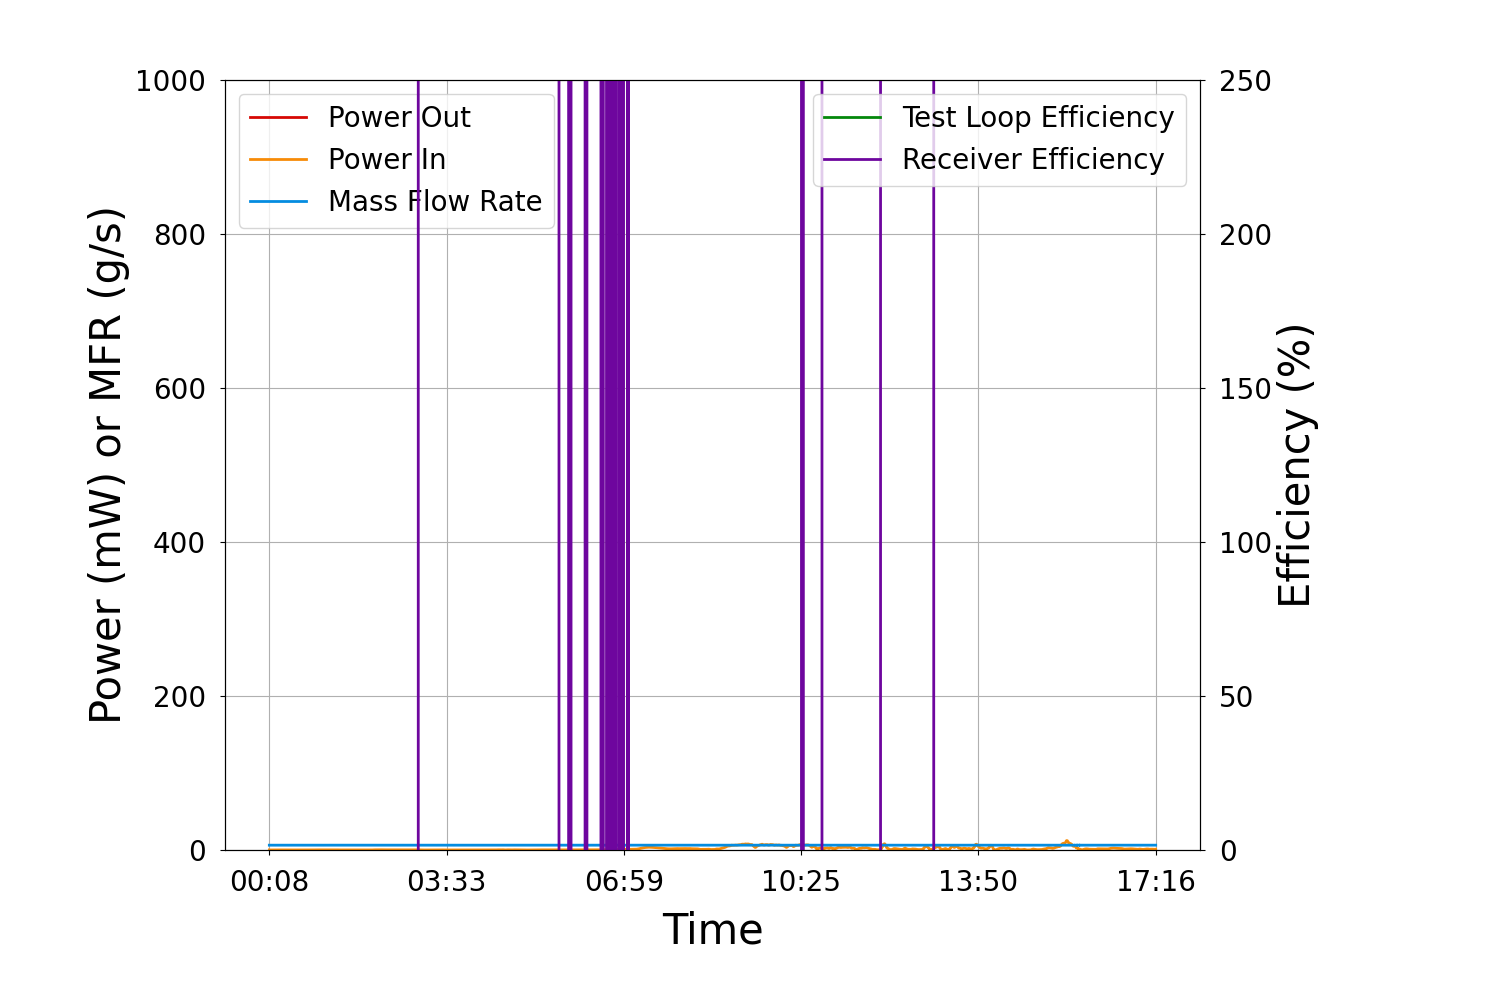 1000
800
600
400
200
0
Power (mW) or MFR (g/s)
Power Out
Power In
Mass Flow Rate
Test Loop Efficiency
Receiver Efficiency
250
200
150
100
50
0
Efficiency (%)
00:08 03:33 06:59 10:25 13:50 17:16
Time